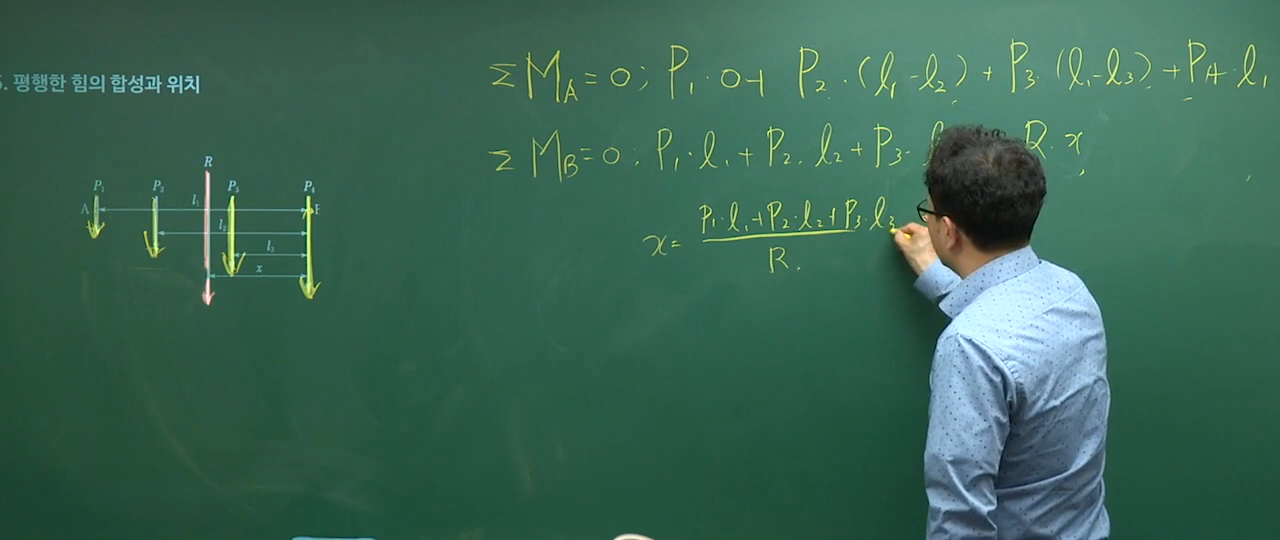 5. 평행한 힘의 합성과 위치
R
P₁ P₂ P₃ P₄
A l₁ B
l₂
l₃
x
ΣM_A=0; P₁·0+ P₂·(l₁-l₂)+P₃·(l₁-l₃)+P₄·l₁
ΣM_B=0; P₁·l₁+P₂·l₂+P₃· R·x
x= P₁·l₁+P₂·l₂+P₃·l₃
R.